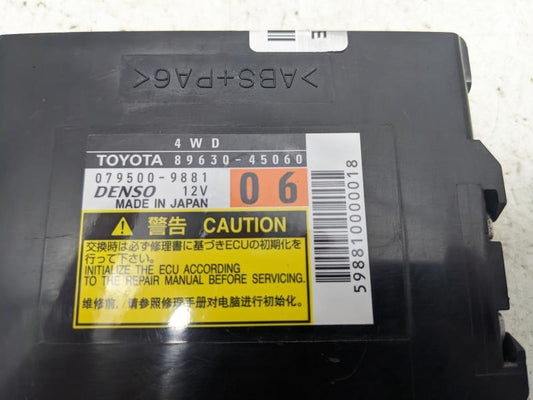 E
>ABS+PA6<
4WD
TOYOTA 89630-45060
079500-9881
DENSO 12V
MADE IN JAPAN
06
警告 CAUTION
交換時は必ず修理書に基づきECUの初期化を
行って下さい。
INITIALIZE THE ECU ACCORDING
TO THE REPAIR MANUAL BEFORE SERVICING.
维修前，请参照修理手册对电脑进行初始化。
598810000018